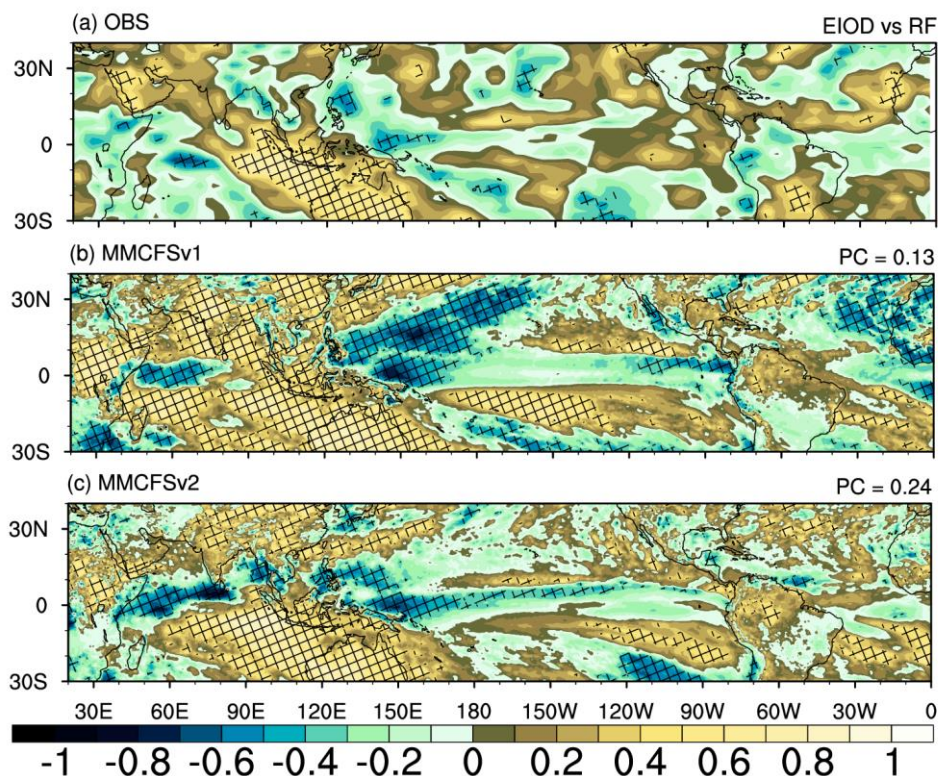 (a) OBS EIOD vs RF
30N
0
30S
(b) MMCFSv1 PC = 0.13
30N
0
30S
(c) MMCFSv2 PC = 0.24
30N
0
30S
30E 60E 90E 120E 150E 180 150W 120W 90W 60W 30W 0
-1 -0.8 -0.6 -0.4 -0.2 0 0.2 0.4 0.6 0.8 1